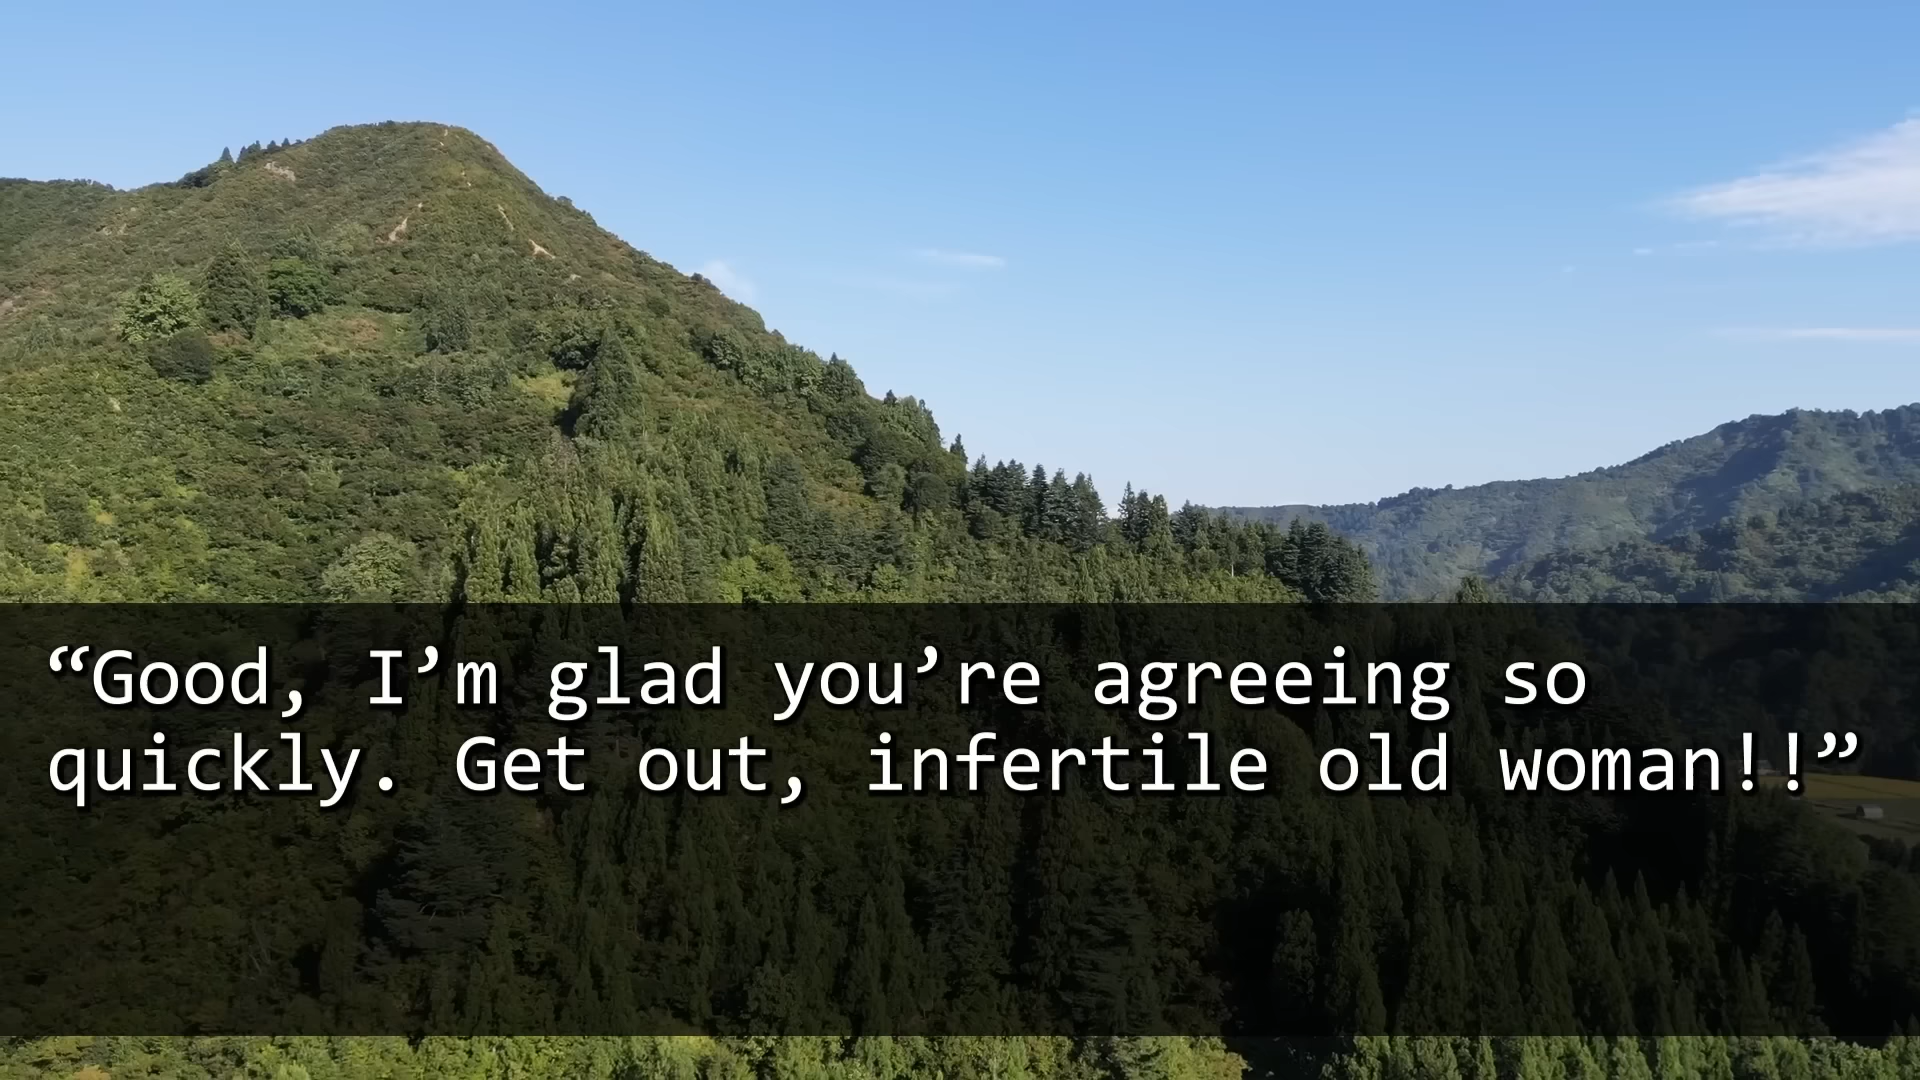 “Good, I’m glad you’re agreeing so
quickly. Get out, infertile old woman!!”